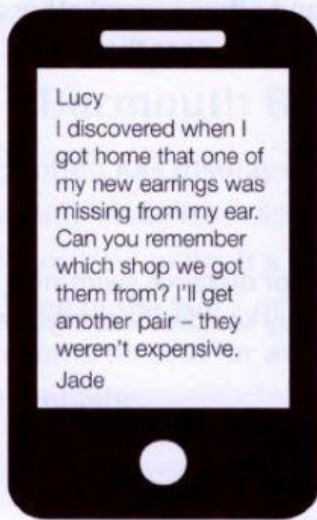 Lucy
I discovered when I
got home that one of
my new earrings was
missing from my ear.
Can you remember
which shop we got
them from? I'll get
another pair – they
weren't expensive.
Jade